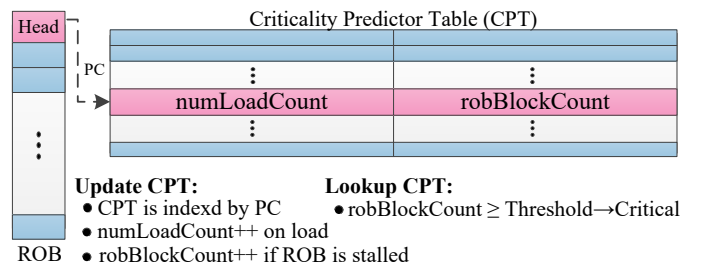 Head
Criticality Predictor Table (CPT)
PC
numLoadCount
robBlockCount
Update CPT:
● CPT is indexd by PC
● numLoadCount++ on load
● robBlockCount++ if ROB is stalled
Lookup CPT:
● robBlockCount ≥ Threshold→Critical
ROB